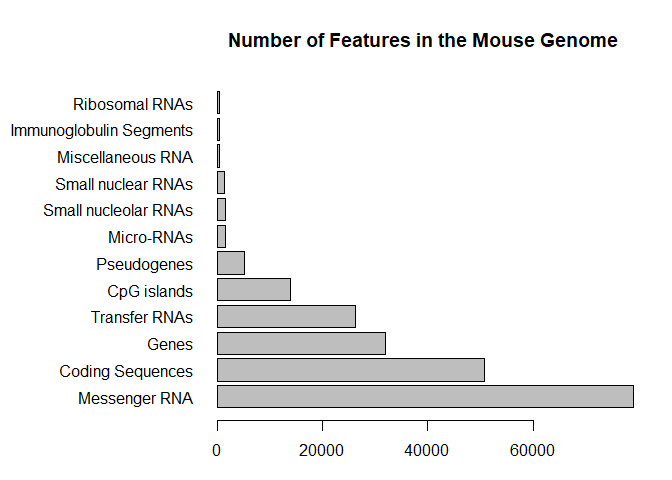 Number of Features in the Mouse Genome
Ribosomal RNAs
Immunoglobulin Segments
Miscellaneous RNA
Small nuclear RNAs
Small nucleolar RNAs
Micro-RNAs
Pseudogenes
CpG islands
Transfer RNAs
Genes
Coding Sequences
Messenger RNA
0 20000 40000 60000